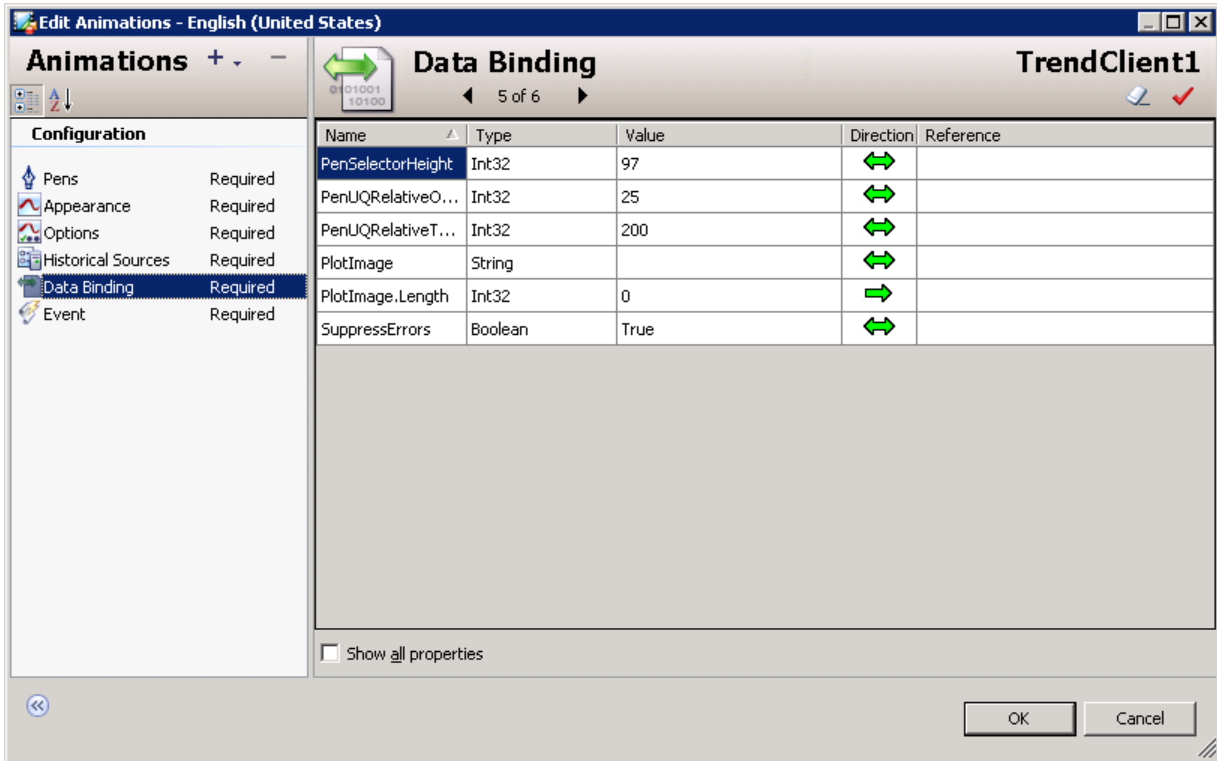 Edit Animations - English (United States)
Animations
Data Binding
TrendClient1
0101001
10100
5 of 6
Configuration
Pens Required
Appearance Required
Options Required
Historical Sources Required
Data Binding Required
Event Required
Name Type Value Direction Reference
PenSelectorHeight Int32 97
PenUQRelativeO... Int32 25
PenUQRelativeT... Int32 200
PlotImage String
PlotImage.Length Int32 0
SuppressErrors Boolean True
Show all properties
OK Cancel